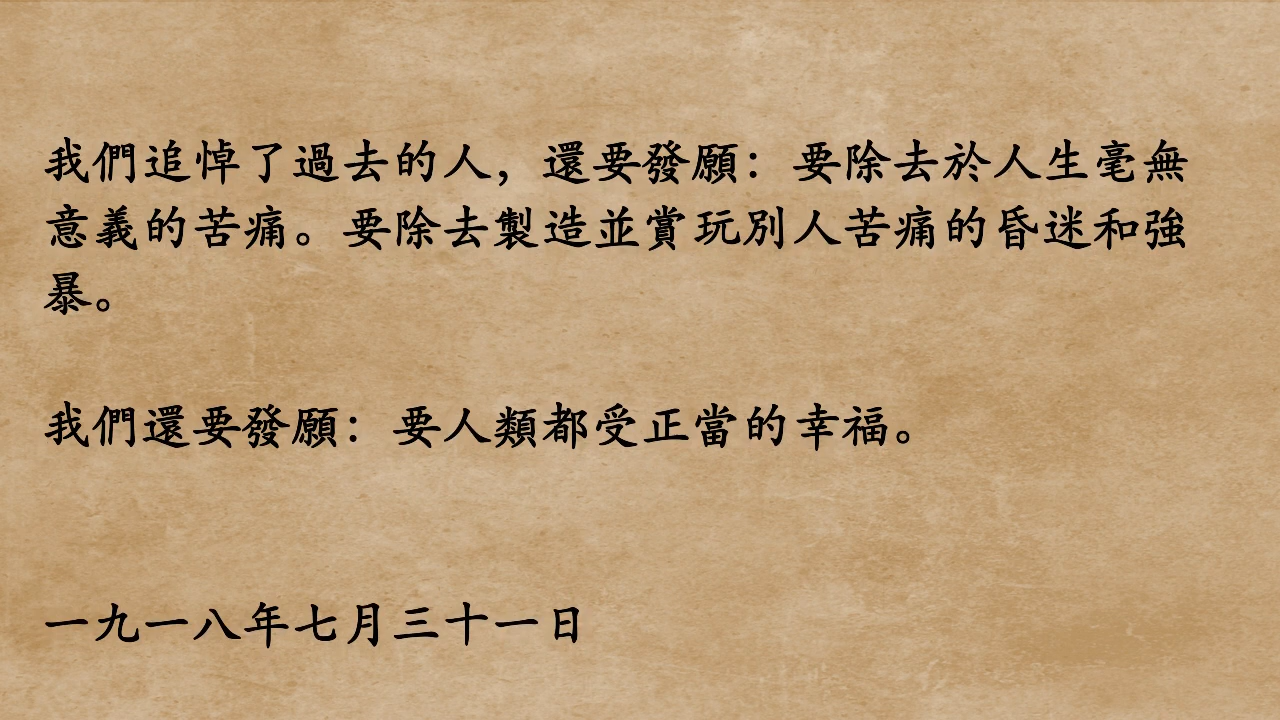 我們追悼了過去的人，還要發願：要除去於人生毫無
意義的苦痛。要除去製造並賞玩別人苦痛的昏迷和強
暴。
我們還要發願：要人類都受正當的幸福。
一九一八年七月三十一日